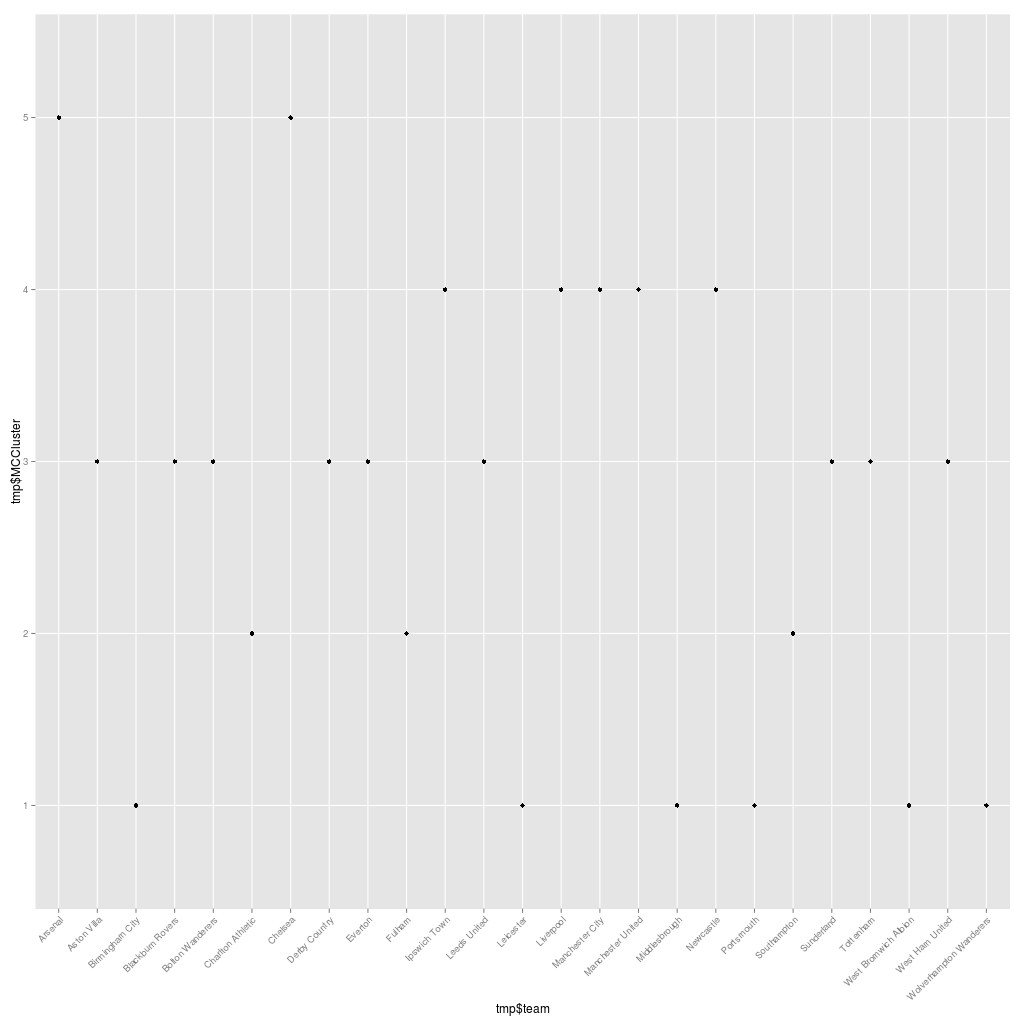 5
4
3
2
1
tmp$MCCluster
Arsenal
Aston Villa
Birmingham City
Blackburn Rovers
Bolton Wanderers
Charlton Athletic
Chelsea
Derby Country
Everton
Fulham
Ipswich Town
Leeds United
Leicester
Liverpool
Manchester City
Manchester United
Middlesbrough
Newcastle
Portsmouth
Southampton
Sunderland
Tottenham
West Bromwich Albion
West Ham United
Wolverhampton Wanderers
tmp$team